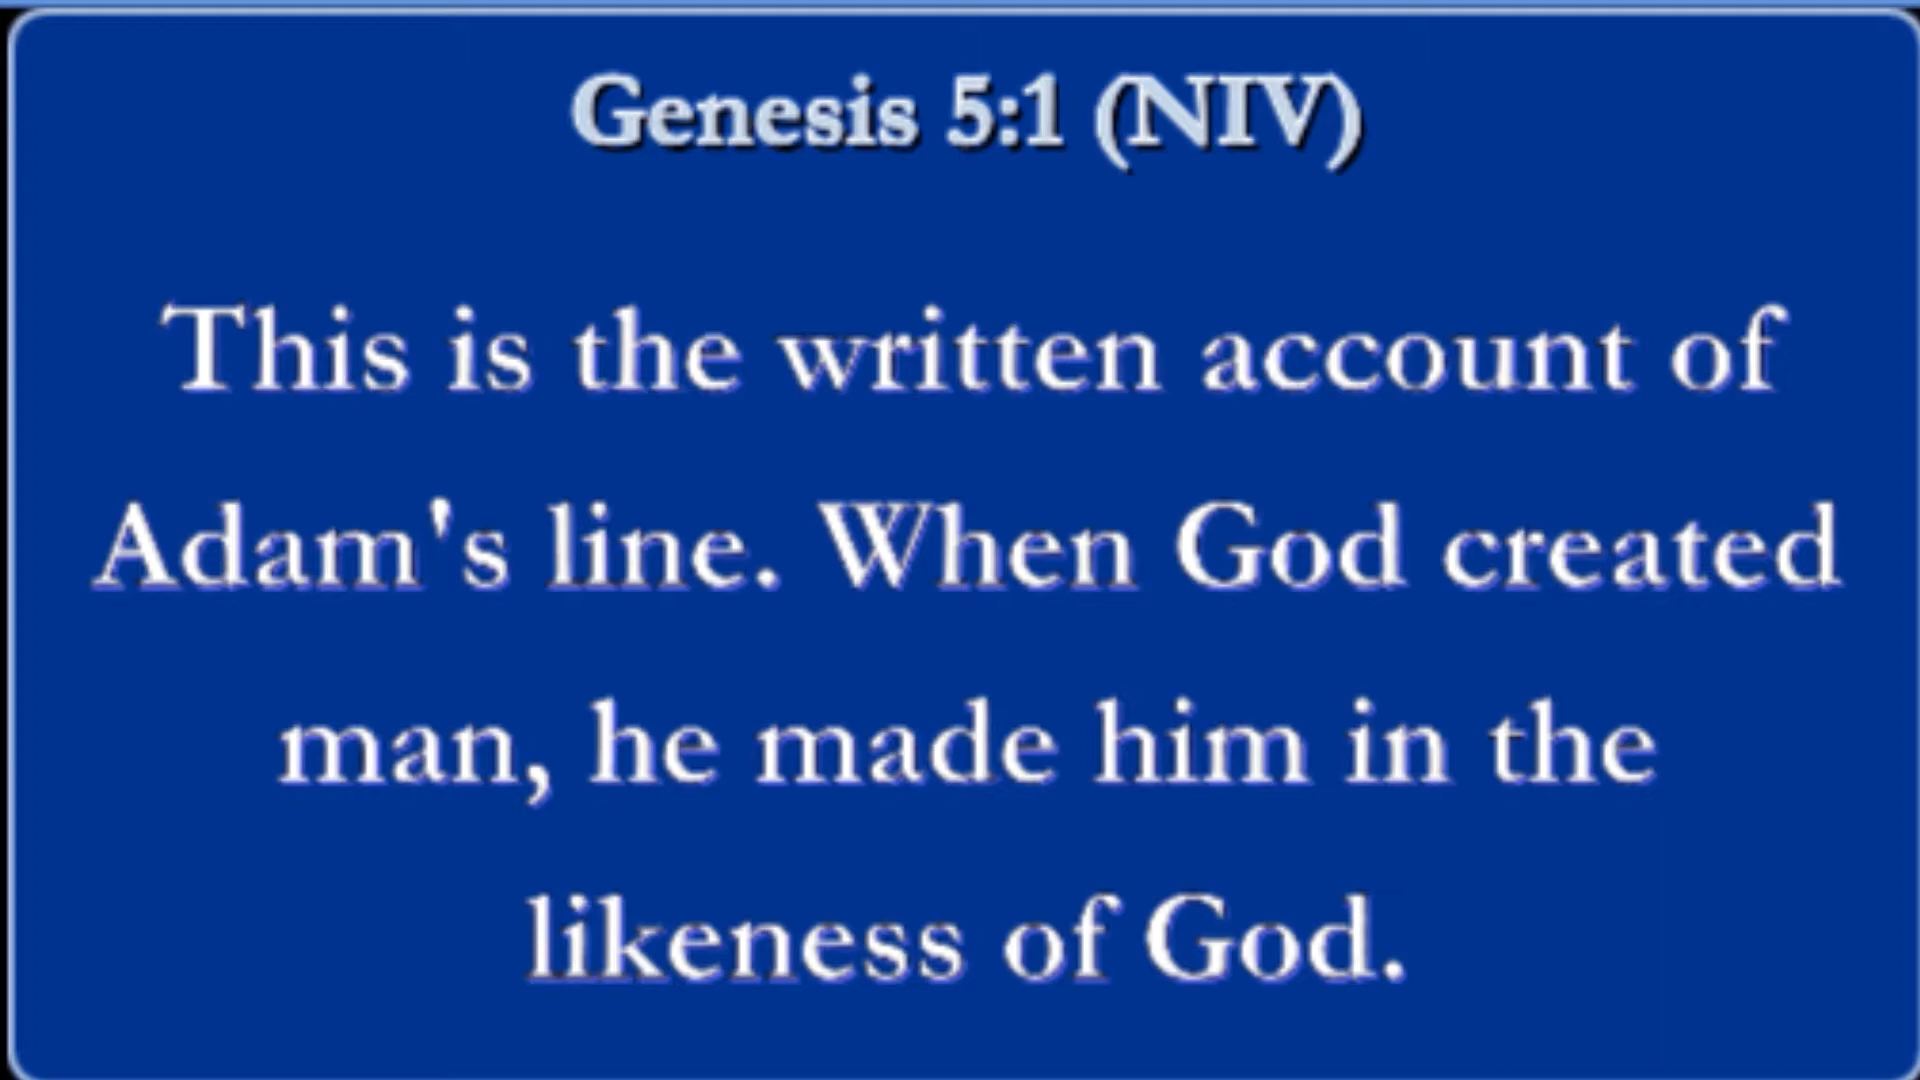 Genesis 5:1 (NIV)
This is the written account of
Adam's line. When God created
man, he made him in the
likeness of God.